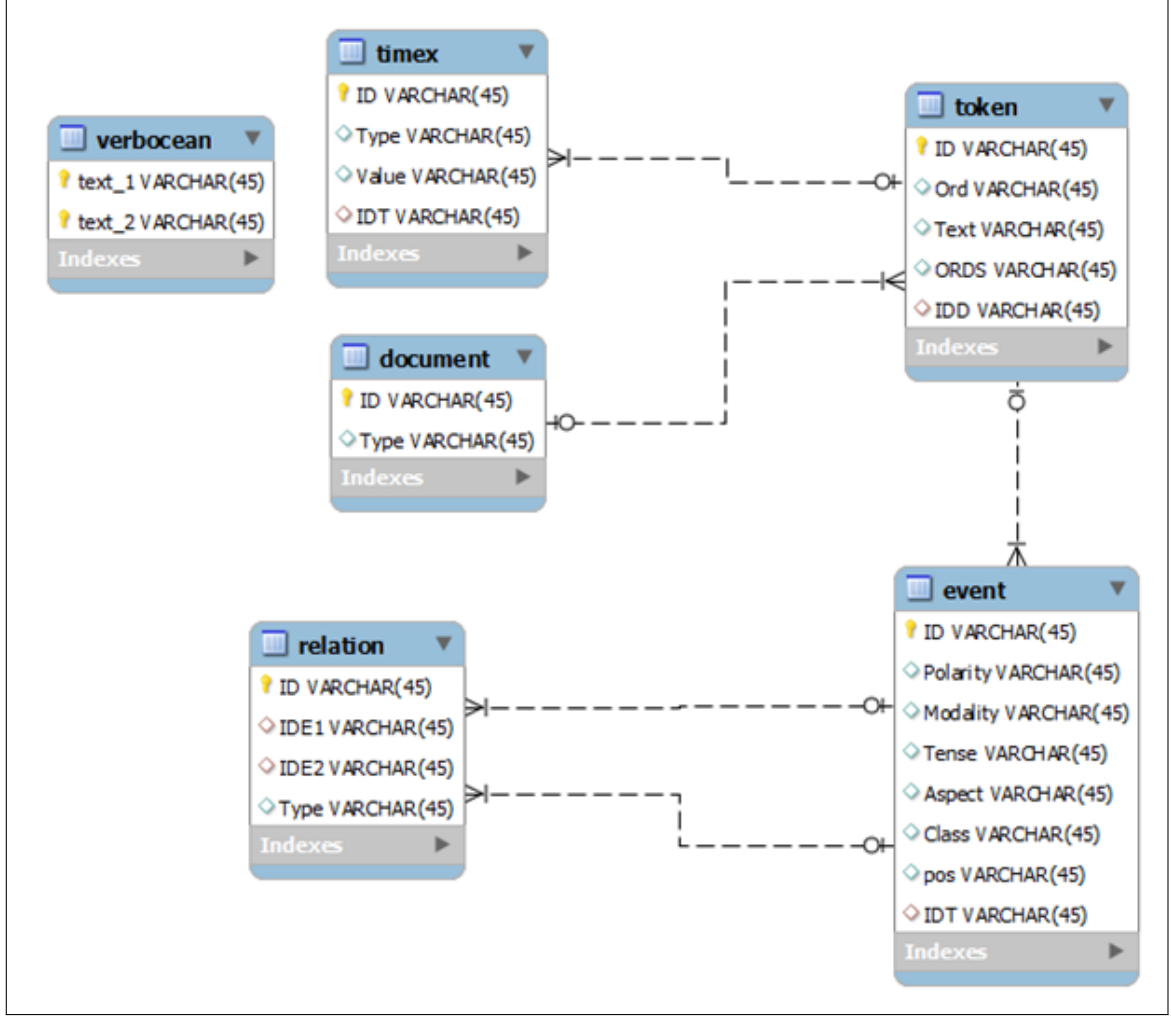 timex
ID VARCHAR(45)
Type VARCHAR(45)
Value VARCHAR(45)
IDT VARCHAR(45)
Indexes
verbocean
text_1 VARCHAR(45)
text_2 VARCHAR(45)
Indexes
token
ID VARCHAR(45)
Ord VARCHAR(45)
Text VARCHAR(45)
ORDS VARCHAR(45)
IDD VARCHAR(45)
Indexes
document
ID VARCHAR(45)
Type VARCHAR(45)
Indexes
relation
ID VARCHAR(45)
IDE1 VARCHAR(45)
IDE2 VARCHAR(45)
Type VARCHAR(45)
Indexes
event
ID VARCHAR(45)
Polarity VARCHAR(45)
Modality VARCHAR(45)
Tense VARCHAR(45)
Aspect VARCHAR(45)
Class VARCHAR(45)
pos VARCHAR(45)
IDT VARCHAR(45)
Indexes